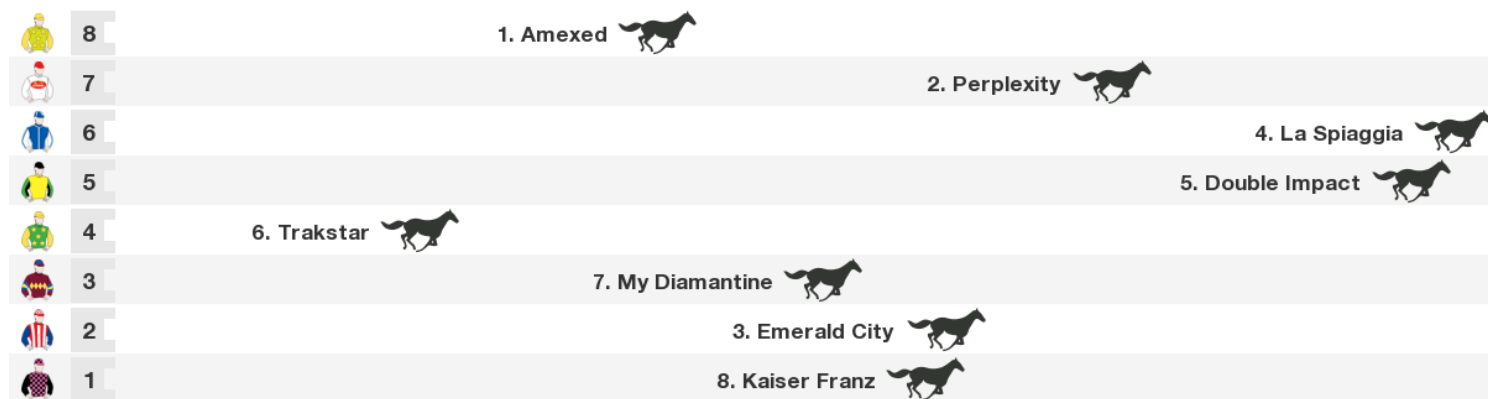 8 1. Amexed
7 2. Perplexity
6 4. La Spiaggia
5 5. Double Impact
4 6. Trakstar
3 7. My Diamantine
2 3. Emerald City
1 8. Kaiser Franz